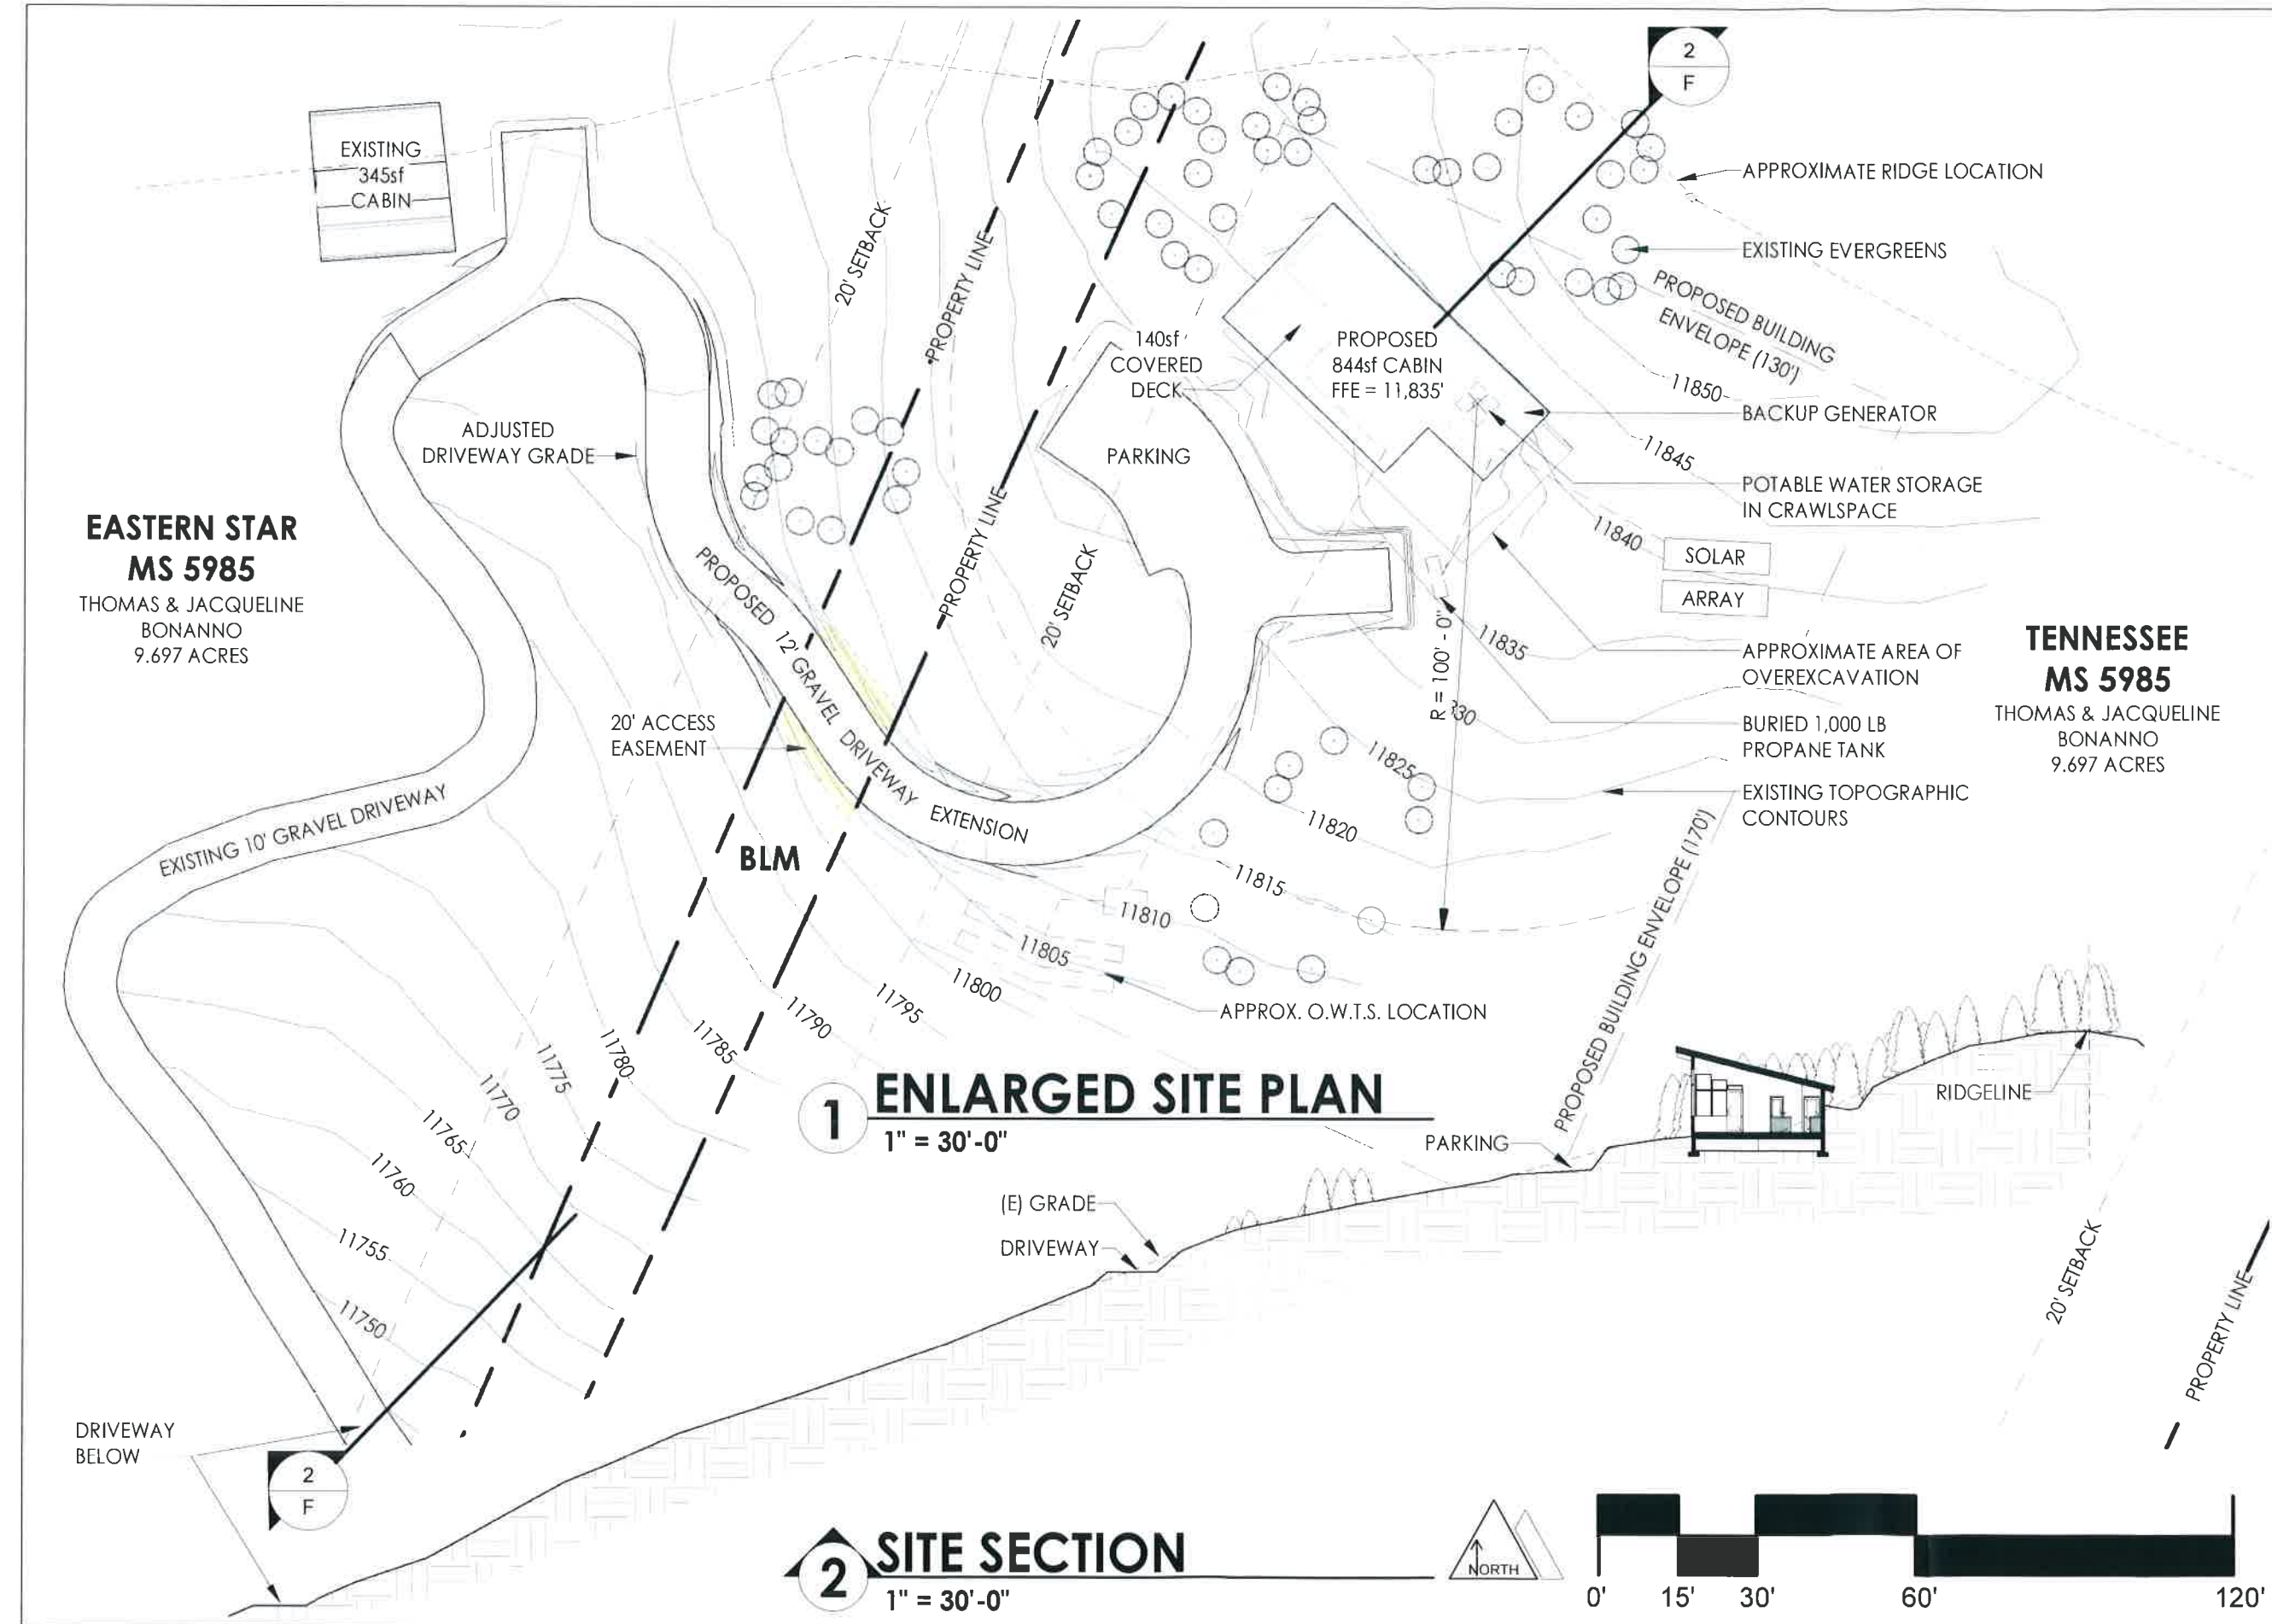 2
F
EXISTING
345sf
CABIN
APPROXIMATE RIDGE LOCATION
EXISTING EVERGREENS
20' SETBACK
PROPERTY LINE
PROPOSED BUILDING
ENVELOPE (130')
140sf
COVERED
DECK
PROPOSED
844sf CABIN
FFE = 11,835'
11850
BACKUP GENERATOR
ADJUSTED
DRIVEWAY GRADE
PARKING
11845
POTABLE WATER STORAGE
IN CRAWLSPACE
EASTERN STAR
MS 5985
THOMAS & JACQUELINE
BONANNO
9.697 ACRES
PROPERTY LINE
20' SETBACK
11840
SOLAR
ARRAY
PROPOSED 12' GRAVEL DRIVEWAY EXTENSION
11835
R = 100' - 0"
APPROXIMATE AREA OF
OVEREXCAVATION
TENNESSEE
MS 5985
THOMAS & JACQUELINE
BONANNO
9.697 ACRES
20' ACCESS
EASEMENT
330
BURIED 1,000 LB
PROPANE TANK
11825
EXISTING TOPOGRAPHIC
CONTOURS
EXISTING 10' GRAVEL DRIVEWAY
BLM
11820
11815
11810
11805
11800
11795
11790
11785
11780
11775
11770
11765
11760
11755
11750
APPROX. O.W.T.S. LOCATION
PROPOSED BUILDING ENVELOPE (170')
1
ENLARGED SITE PLAN
1" = 30'-0"
PARKING
RIDGELINE
(E) GRADE
DRIVEWAY
20' SETBACK
PROPERTY LINE
DRIVEWAY
BELOW
2
F
2
SITE SECTION
1" = 30'-0"
NORTH
0' 15' 30' 60' 120'